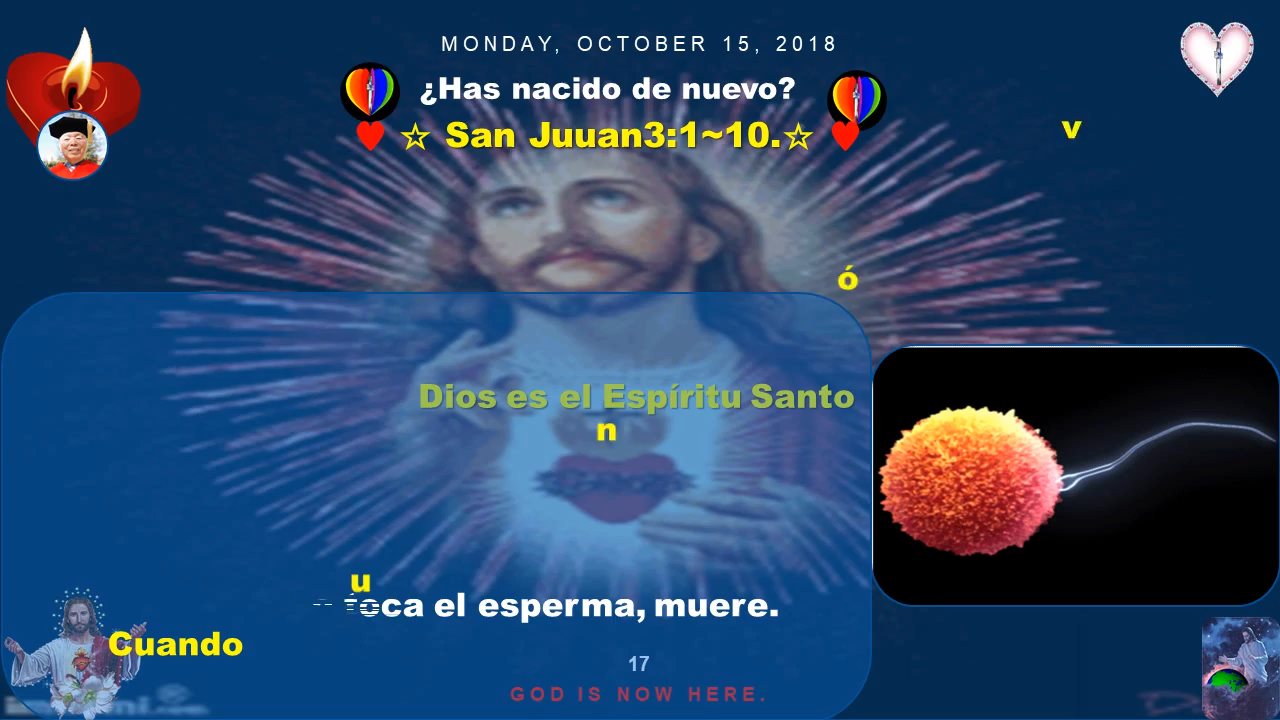 MONDAY, OCTOBER 15, 2018
¿Has nacido de nuevo?
☆ San Juuan3:1~10.☆
v
ó
Dios es el Espíritu Santo
n
u
toca el esperma, muere.
Cuando
17
GOD IS NOW HERE.